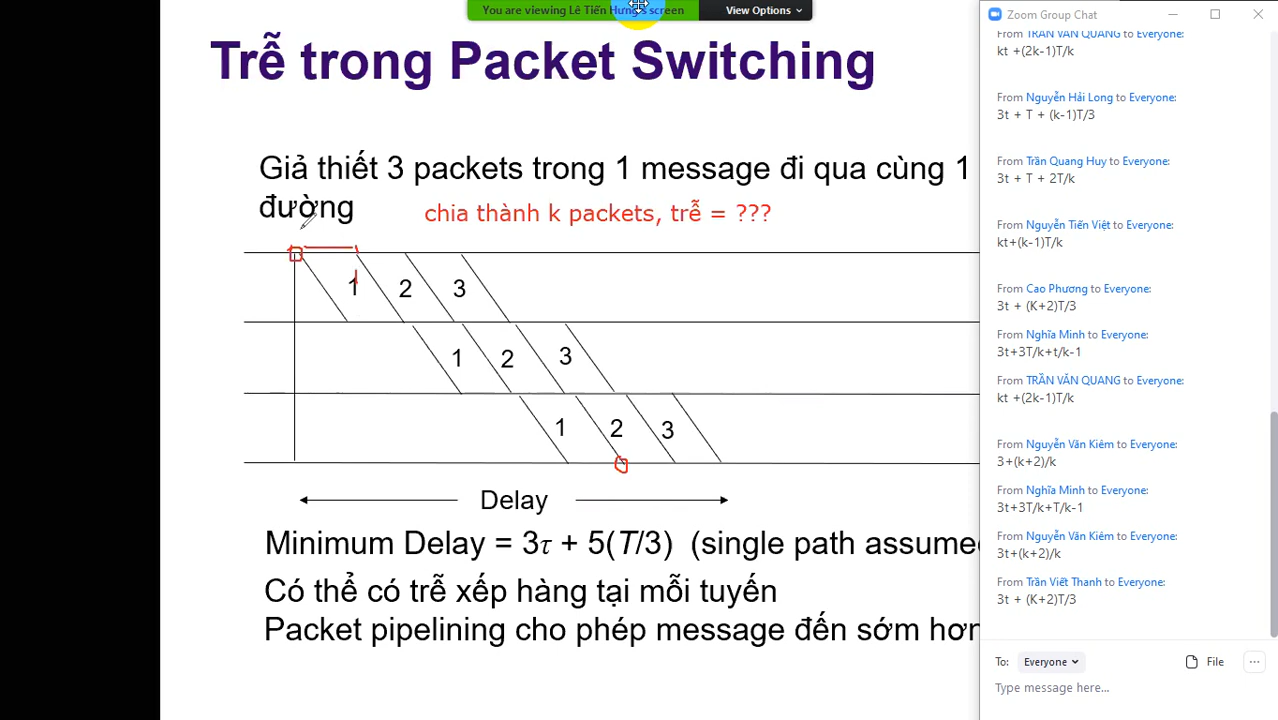 You are viewing Lê Tiến Hưng's screen
View Options
Trễ trong Packet Switching
Giả thiết 3 packets trong 1 message đi qua cùng 1
đường
chia thành k packets, trễ = ???
1 2 3
1 2 3
1 2 3
Delay
Minimum Delay = 3τ + 5(T/3) (single path assume
Có thể có trễ xếp hàng tại mỗi tuyến
Packet pipelining cho phép message đến sớm hơn
Zoom Group Chat
From TRẦN VĂN QUANG to Everyone:
kt +(2k-1)T/k
From Nguyễn Hải Long to Everyone:
3t + T + (k-1)T/3
From Trần Quang Huy to Everyone:
3t + T + 2T/k
From Nguyễn Tiến Việt to Everyone:
kt+(k-1)T/k
From Cao Phương to Everyone:
3t + (K+2)T/3
From Nghĩa Minh to Everyone:
3t+3T/k+t/k-1
From TRẦN VĂN QUANG to Everyone:
kt +(2k-1)T/k
From Nguyễn Văn Kiêm to Everyone:
3+(k+2)/k
From Nghĩa Minh to Everyone:
3t+3T/k+T/k-1
From Nguyễn Văn Kiêm to Everyone:
3t+(k+2)/k
From Trần Viết Thanh to Everyone:
3t + (K+2)T/3
To: Everyone
File
Type message here...